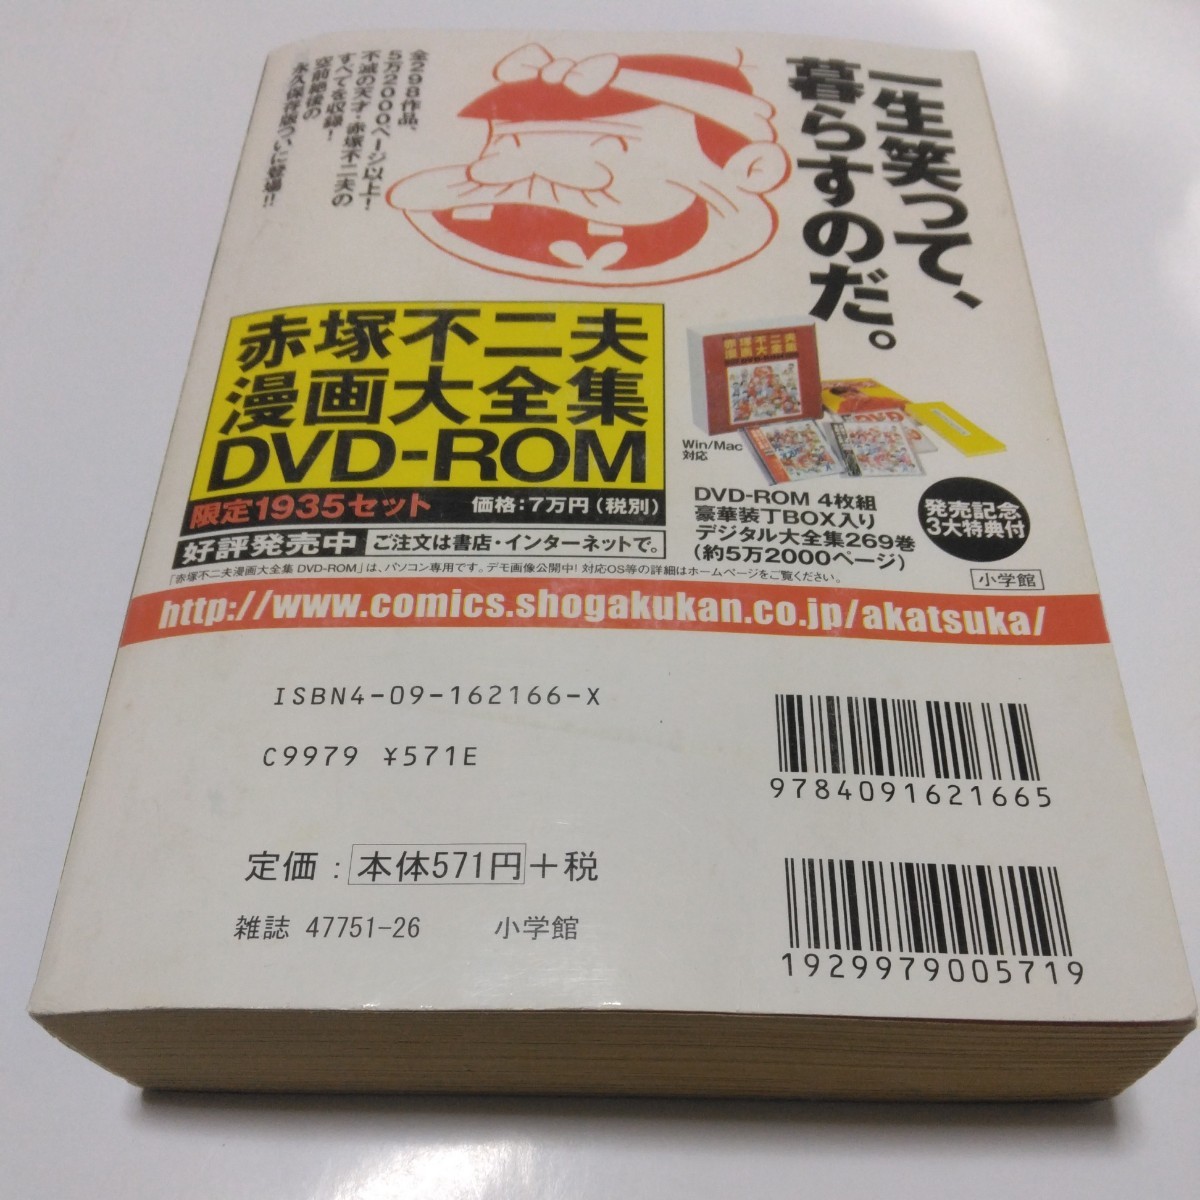 一生笑って、
暮らすのだ。
全298作品、
5万2000ページ以上!
不滅の天才・赤塚不二夫の
すべてを収録!
空前絶後の
永久保存版ついに登場!!
赤塚不二夫
漫画大全集
DVD-ROM
限定1935セット 価格:7万円(税別)
好評発売中 ご注文は書店・インターネットで。
赤塚不二夫
漫画大全集
DVD
Win/Mac
対応
DVD-ROM 4枚組
豪華装丁BOX入り
デジタル大全集269巻
(約5万2000ページ)
発売記念
3大特典付
「赤塚不二夫漫画大全集 DVD-ROM」は、パソコン専用です。デモ画像公開中! 対応OS等の詳細はホームページをご覧ください。
小学館
http://www.comics.shogakukan.co.jp/akatsuka/
ISBN4-09-162166-X
C9979 ¥571E
9784091621665
定価:本体571円+税
雑誌 47751-26 小学館
1929979005719